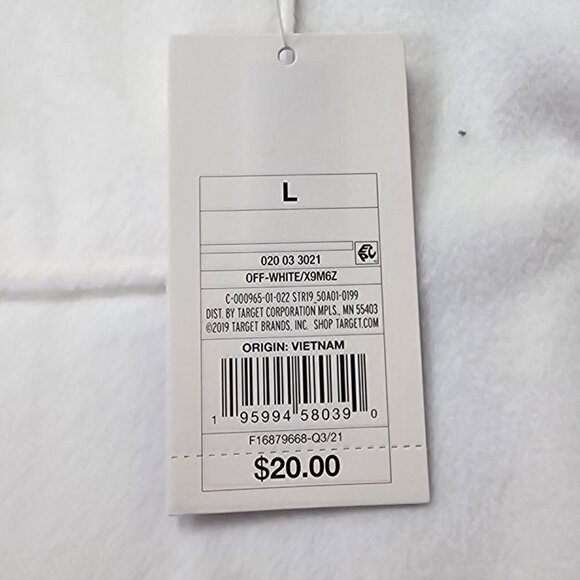 L
020 03 3021
OFF-WHITE/X9M6Z
C-000965-01-022 STR19_50A01-0199
DIST. BY TARGET CORPORATION MPLS., MN 55403
©2019 TARGET BRANDS, INC. SHOP TARGET.COM
ORIGIN: VIETNAM
1 95994 58039 0
F16879668-Q3/21
$20.00